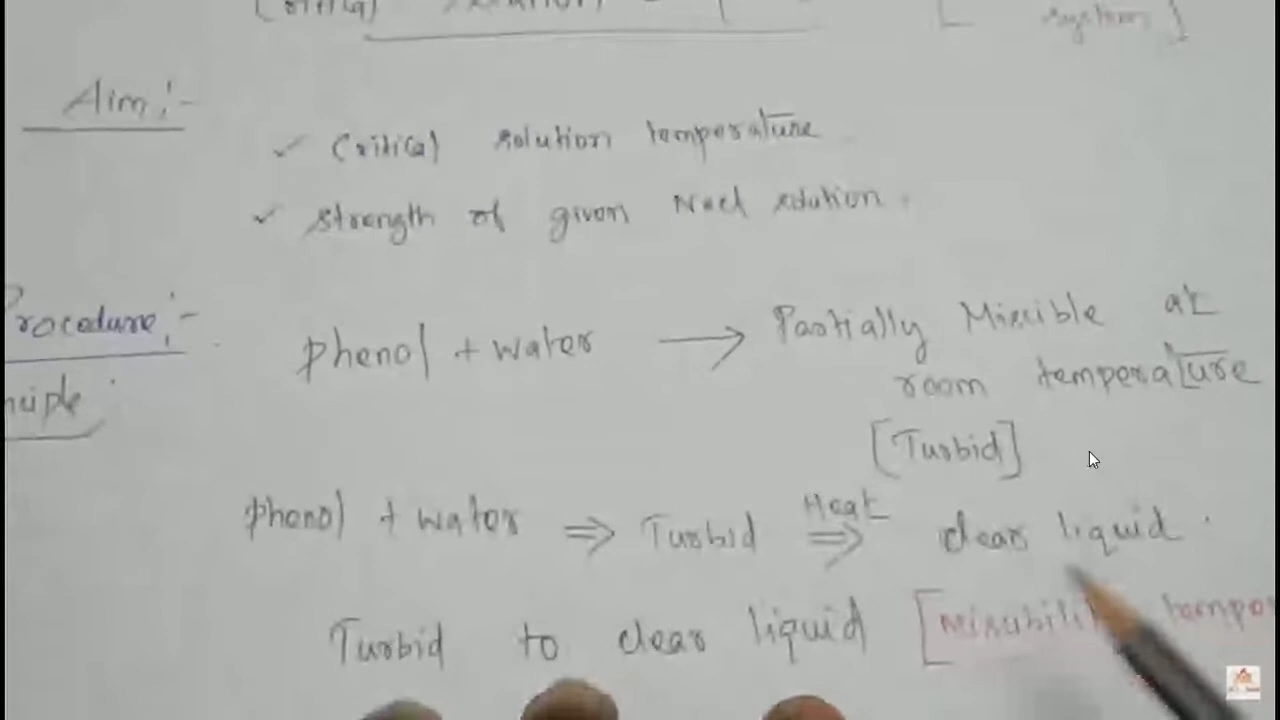 system]
Aim :-
✓ Critical solution temperature
✓ strength of given Nacl solution.
Procedure :-
phenol + water → Partially Miscible at
room temperature
[Turbid]
phenol + water ⇒ Turbid Heat ⇒ clear liquid.
Turbid to clear liquid [